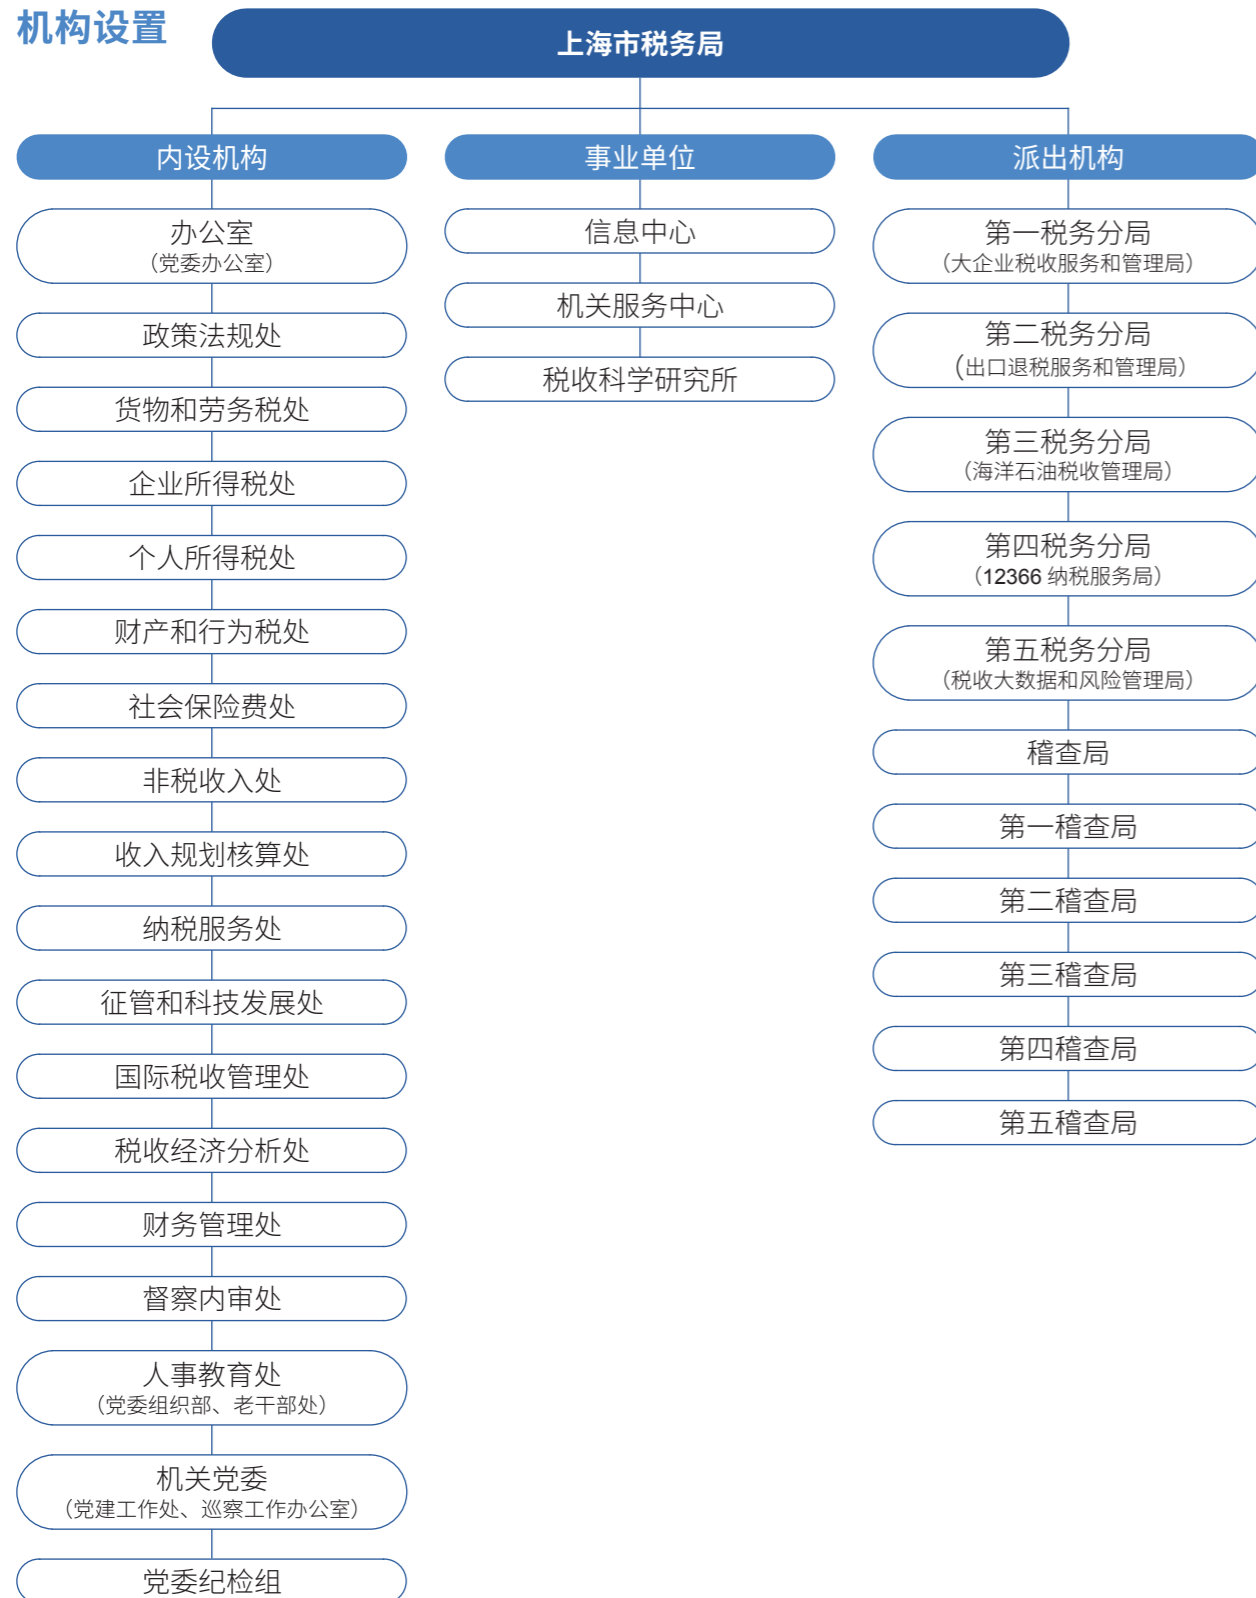 机构设置
上海市税务局
内设机构
办公室
（党委办公室）
政策法规处
货物和劳务税处
企业所得税处
个人所得税处
财产和行为税处
社会保险费处
非税收入处
收入规划核算处
纳税服务处
征管和科技发展处
国际税收管理处
税收经济分析处
财务管理处
督察内审处
人事教育处
（党委组织部、老干部处）
机关党委
（党建工作处、巡察工作办公室）
党委纪检组
事业单位
信息中心
机关服务中心
税收科学研究所
派出机构
第一税务分局
（大企业税收服务和管理局）
第二税务分局
（出口退税服务和管理局）
第三税务分局
（海洋石油税收管理局）
第四税务分局
（12366 纳税服务局）
第五税务分局
（税收大数据和风险管理局）
稽查局
第一稽查局
第二稽查局
第三稽查局
第四稽查局
第五稽查局